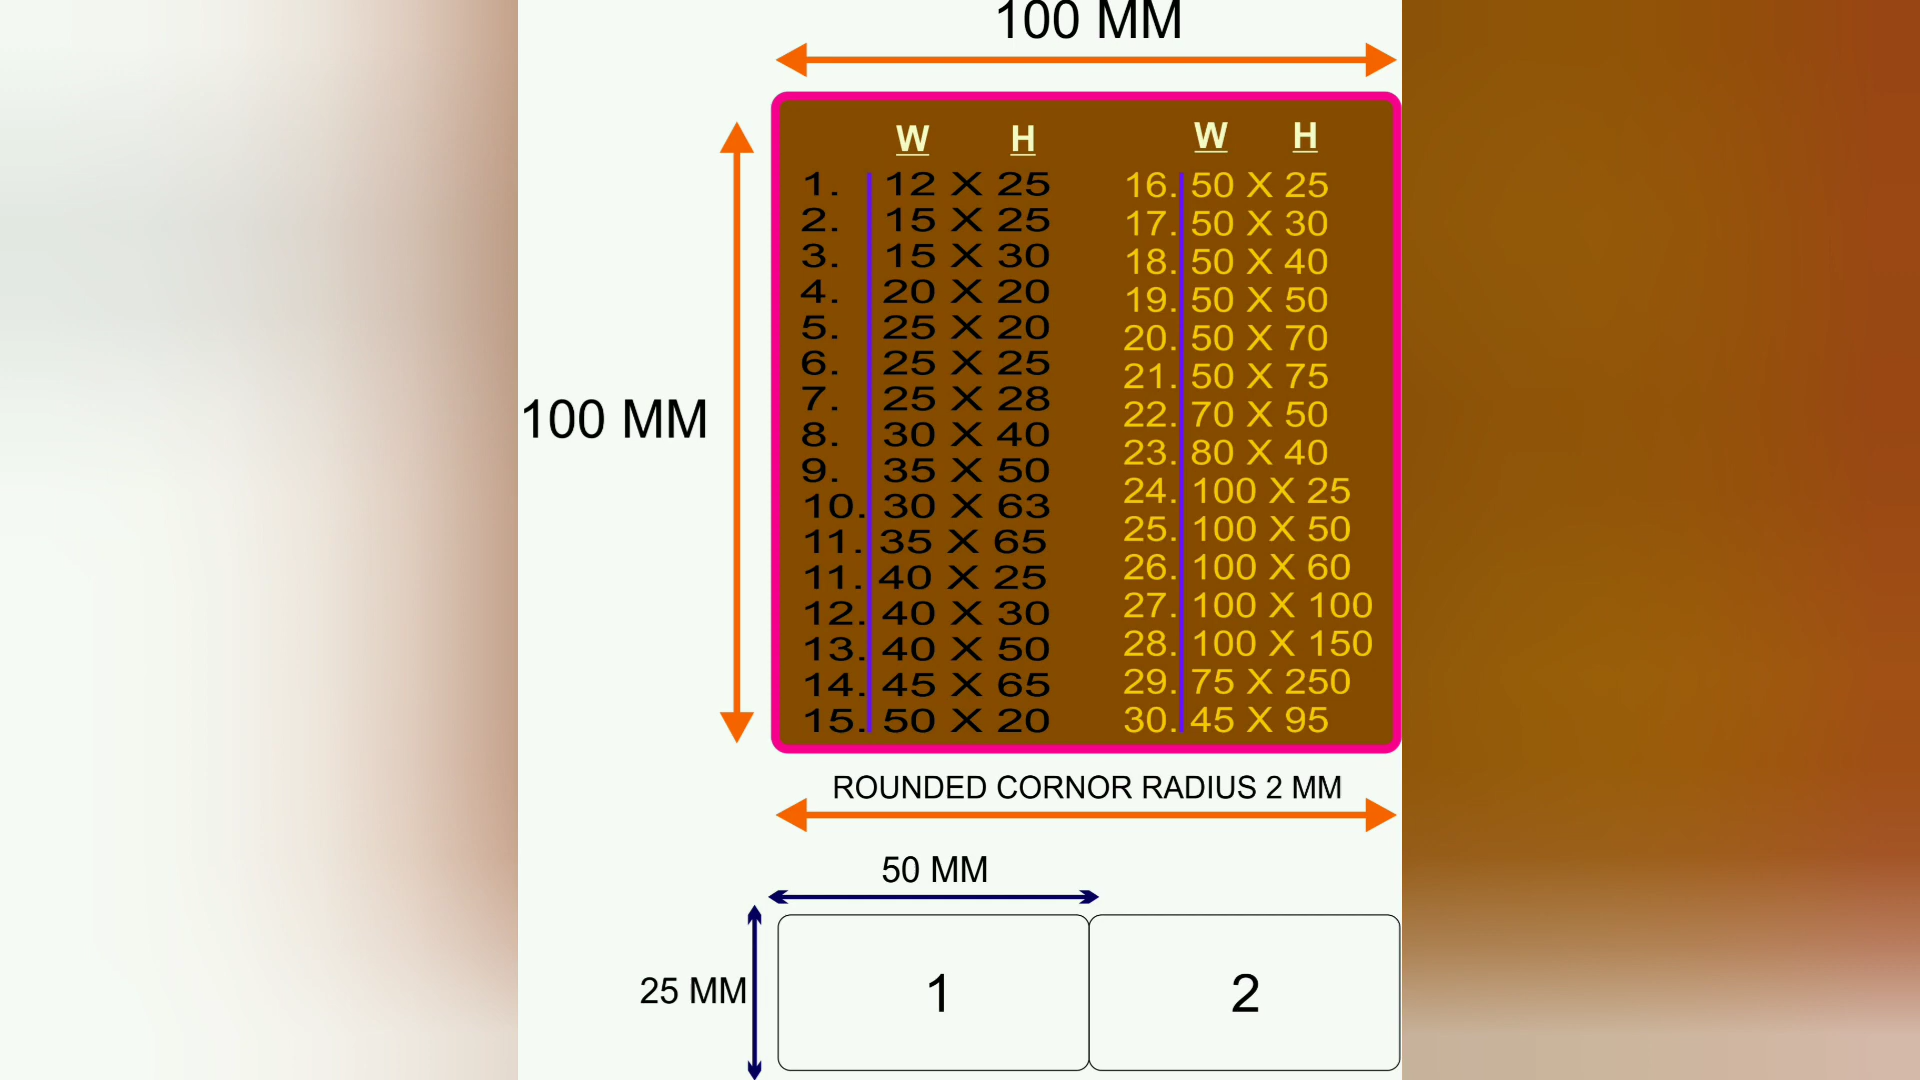 100 MM
100 MM
W H
1. 12 X 25
2. 15 X 25
3. 15 X 30
4. 20 X 20
5. 25 X 20
6. 25 X 25
7. 25 X 28
8. 30 X 40
9. 35 X 50
10. 30 X 63
11. 35 X 65
11. 40 X 25
12. 40 X 30
13. 40 X 50
14. 45 X 65
15. 50 X 20
W H
16. 50 X 25
17. 50 X 30
18. 50 X 40
19. 50 X 50
20. 50 X 70
21. 50 X 75
22. 70 X 50
23. 80 X 40
24. 100 X 25
25. 100 X 50
26. 100 X 60
27. 100 X 100
28. 100 X 150
29. 75 X 250
30. 45 X 95
ROUNDED CORNOR RADIUS 2 MM
50 MM
25 MM
1
2